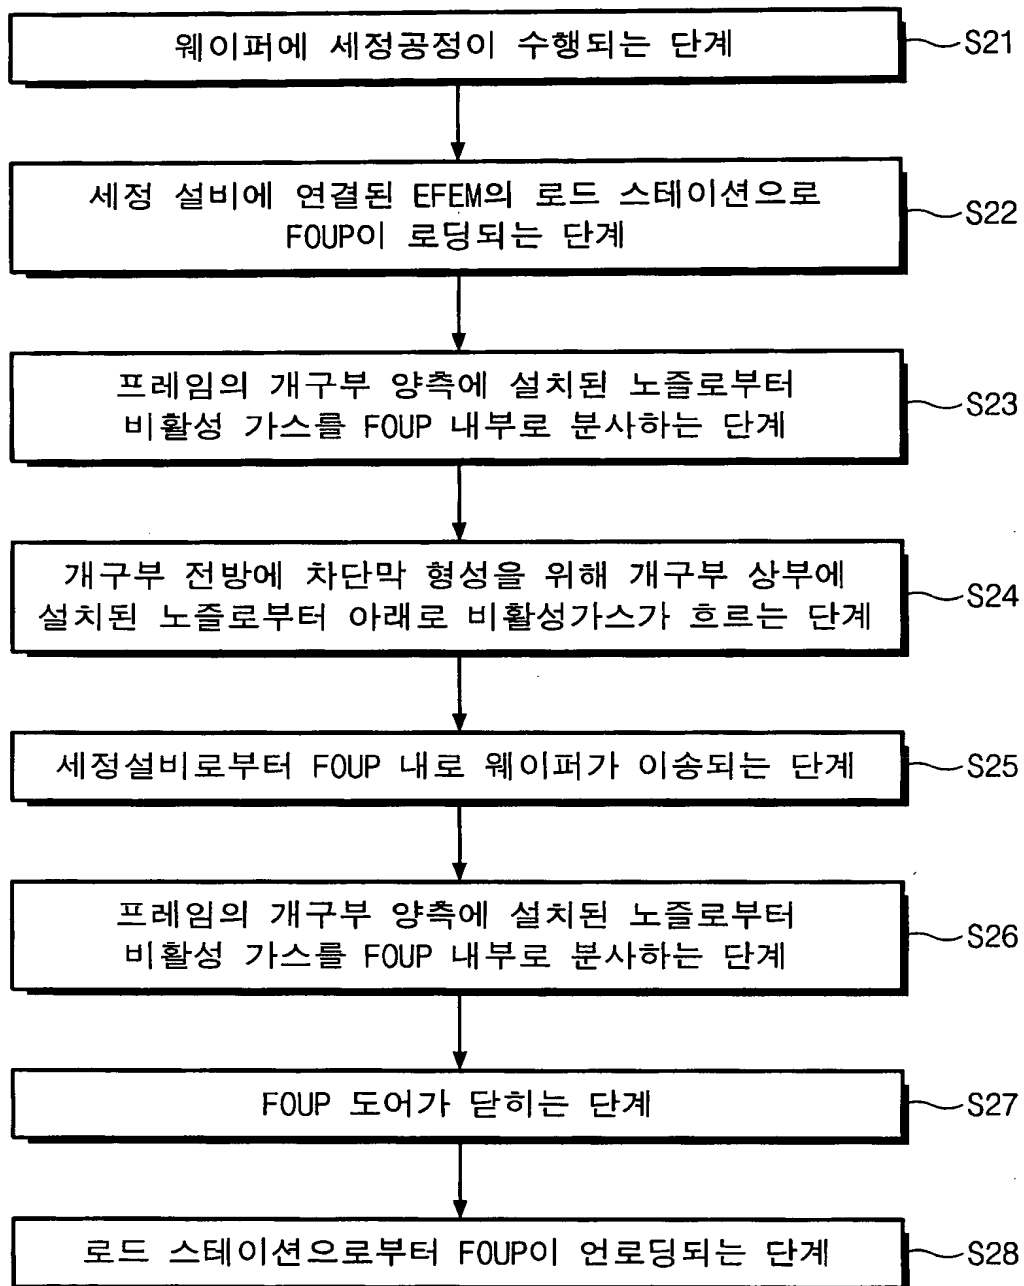 웨이퍼에 세정공정이 수행되는 단계
S21
세정 설비에 연결된 EFEM의 로드 스테이션으로
FOUP이 로딩되는 단계
S22
프레임의 개구부 양측에 설치된 노즐로부터
비활성 가스를 FOUP 내부로 분사하는 단계
S23
개구부 전방에 차단막 형성을 위해 개구부 상부에
설치된 노즐로부터 아래로 비활성가스가 흐르는 단계
S24
세정설비로부터 FOUP 내로 웨이퍼가 이송되는 단계
S25
프레임의 개구부 양측에 설치된 노즐로부터
비활성 가스를 FOUP 내부로 분사하는 단계
S26
FOUP 도어가 닫히는 단계
S27
로드 스테이션으로부터 FOUP이 언로딩되는 단계
S28